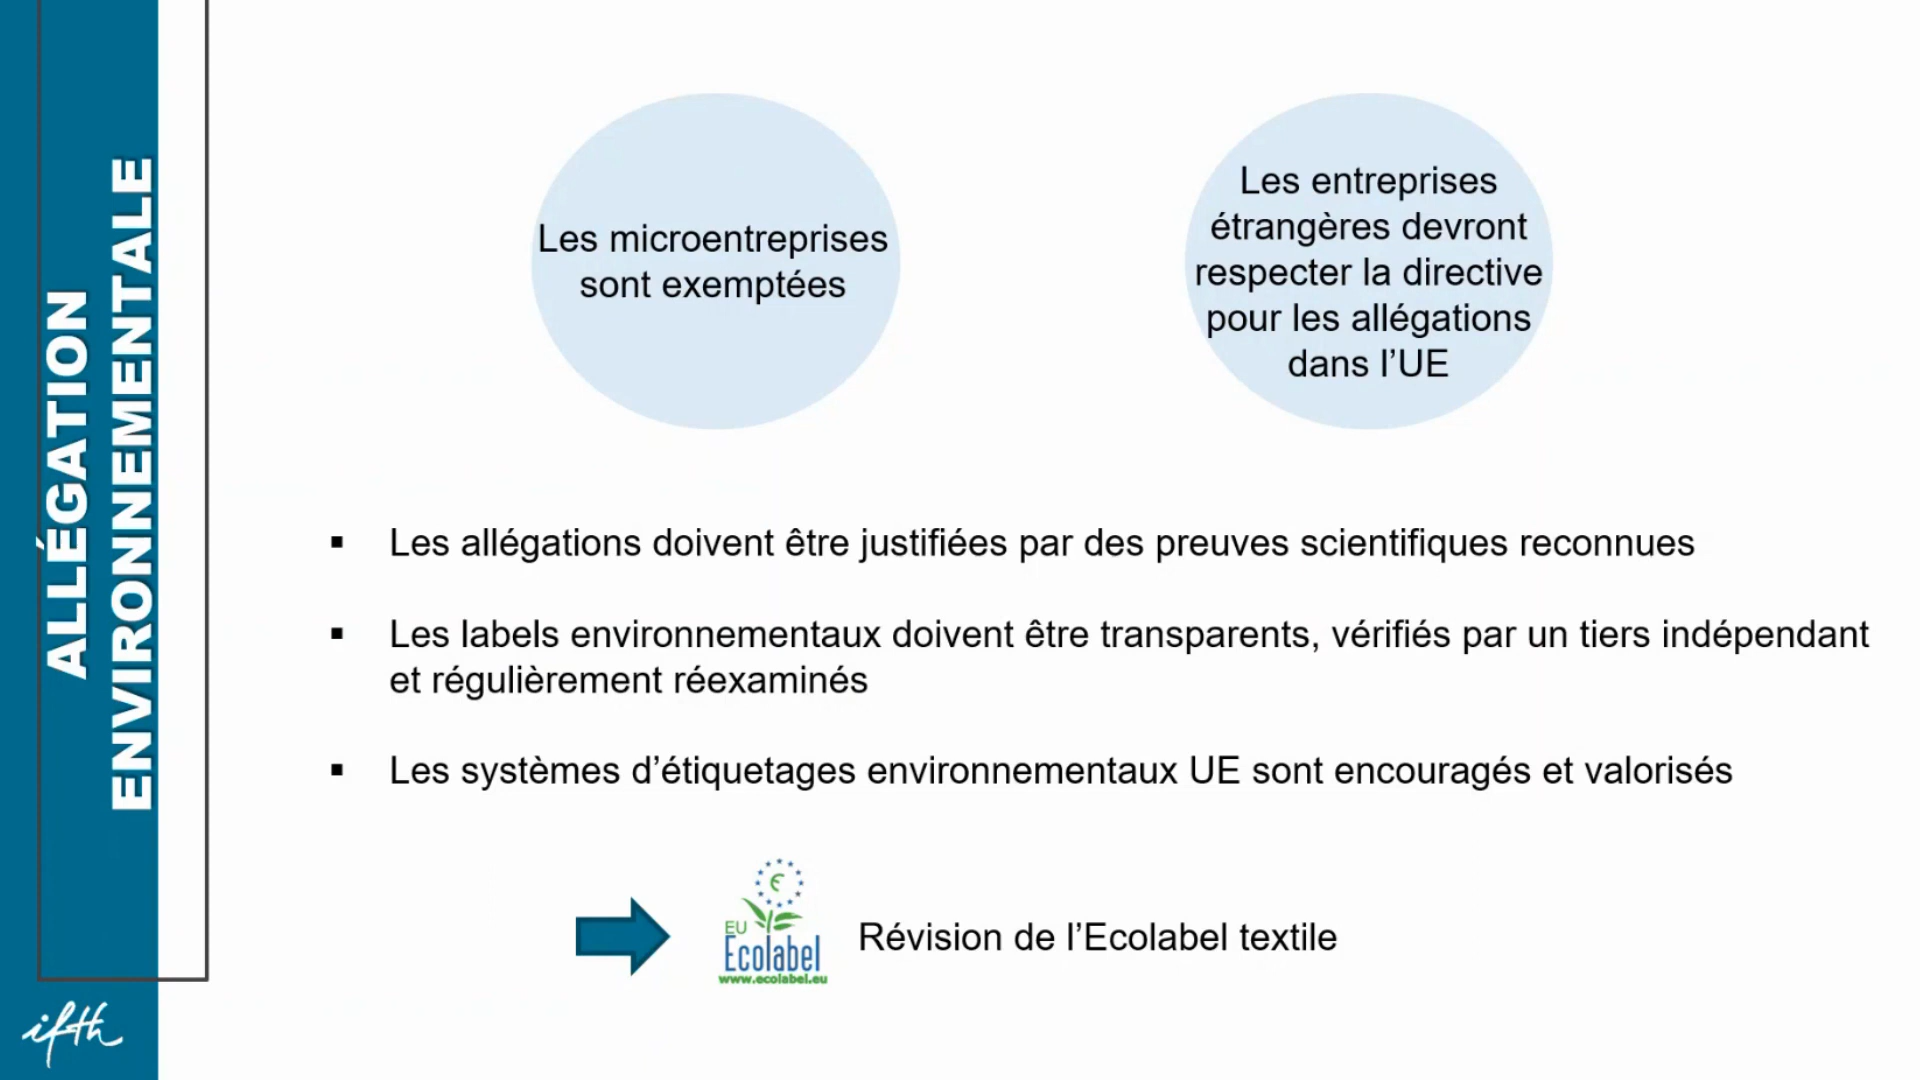 ALLÉGATION
ENVIRONNEMENTALE
Les microentreprises
sont exemptées
Les entreprises
étrangères devront
respecter la directive
pour les allégations
dans l’UE
▪ Les allégations doivent être justifiées par des preuves scientifiques reconnues
▪ Les labels environnementaux doivent être transparents, vérifiés par un tiers indépendant
et régulièrement réexaminés
▪ Les systèmes d’étiquetages environnementaux UE sont encouragés et valorisés
EU
Ecolabel
www.ecolabel.eu
Révision de l’Ecolabel textile
ifth